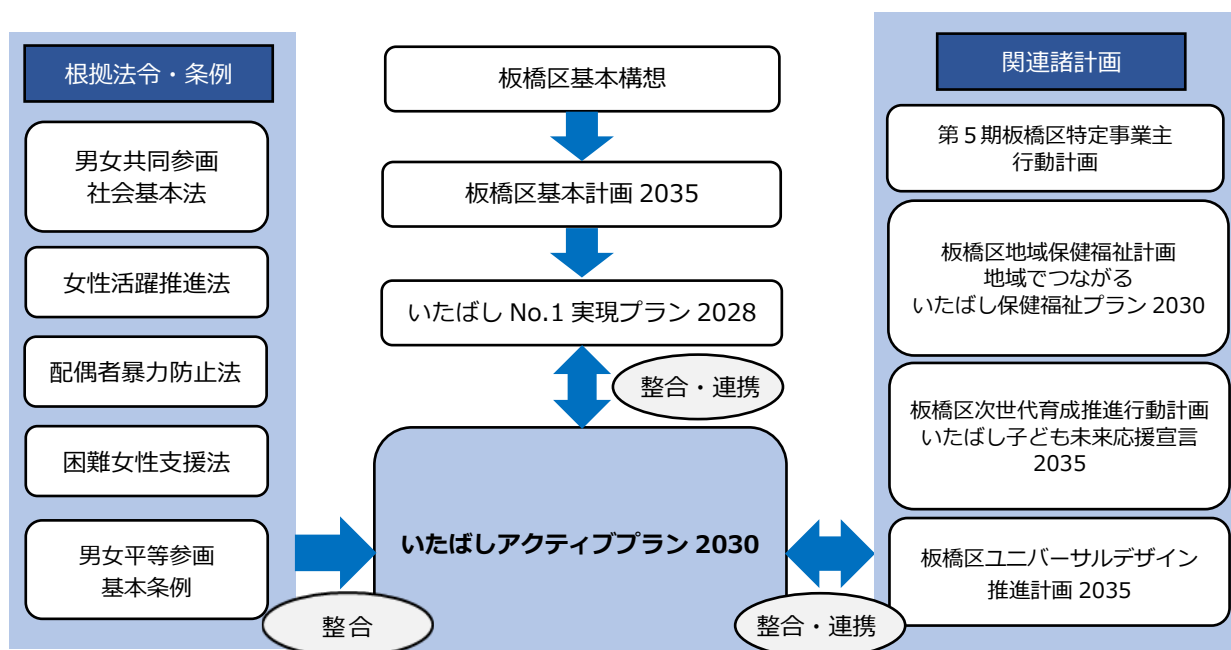 根拠法令・条例
男女共同参画
社会基本法
女性活躍推進法
配偶者暴力防止法
困難女性支援法
男女平等参画
基本条例
整合
板橋区基本構想
板橋区基本計画 2035
いたばし No.1 実現プラン 2028
整合・連携
いたばしアクティブプラン 2030
整合・連携
関連諸計画
第5期板橋区特定事業主
行動計画
板橋区地域保健福祉計画
地域でつながる
いたばし保健福祉プラン 2030
板橋区次世代育成推進行動計画
いたばし子ども未来応援宣言
2035
板橋区ユニバーサルデザイン
推進計画 2035